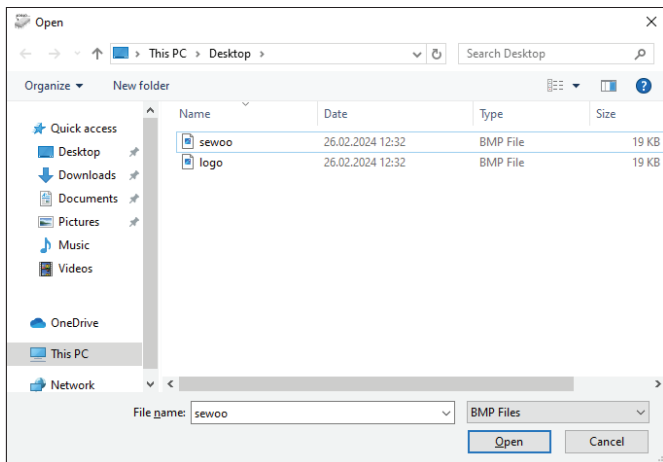 Open
This PC > Desktop >
Search Desktop
Organize
New folder
Name Date Type Size
Quick access
Desktop
Downloads
Documents
Pictures
Music
Videos
OneDrive
This PC
Network
sewoo 26.02.2024 12:32 BMP File 19 KB
logo 26.02.2024 12:32 BMP File 19 KB
File name: sewoo BMP Files
Open Cancel